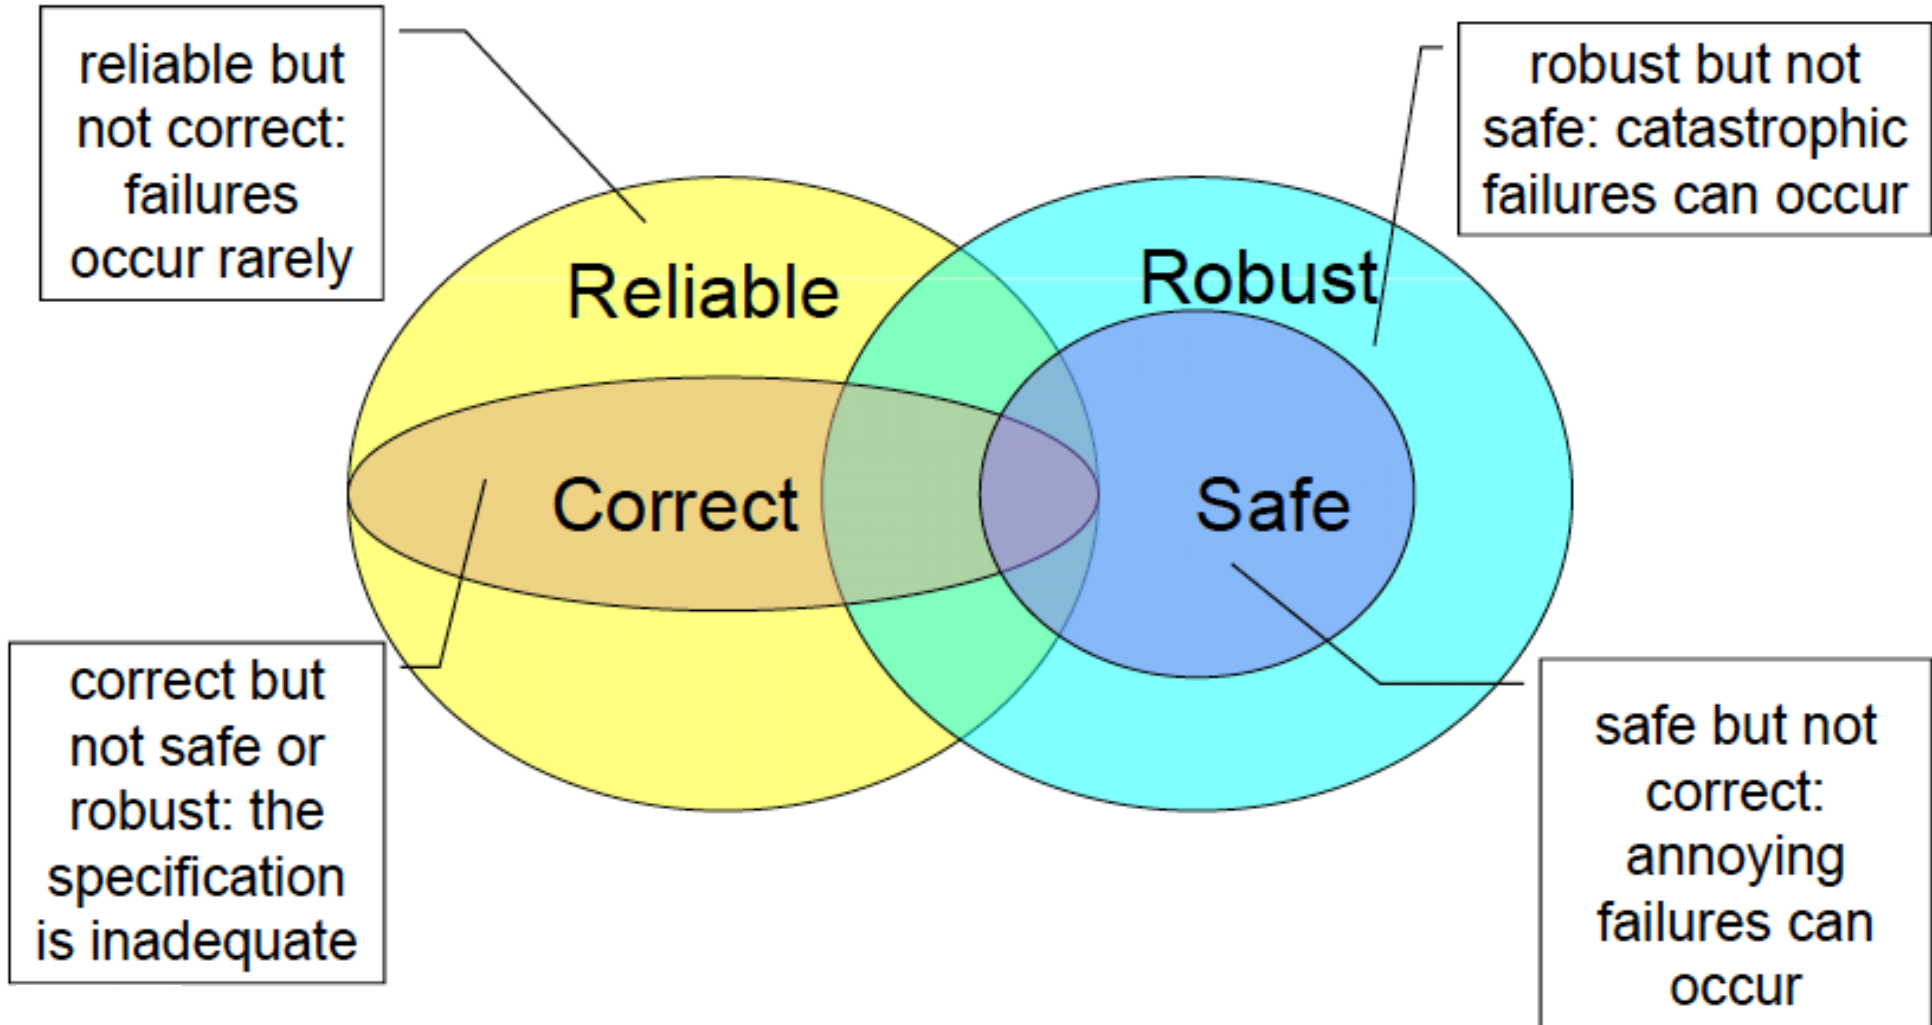 reliable but
not correct:
failures
occur rarely
robust but not
safe: catastrophic
failures can occur
Reliable
Robust
Correct
Safe
correct but
not safe or
robust: the
specification
is inadequate
safe but not
correct:
annoying
failures can
occur